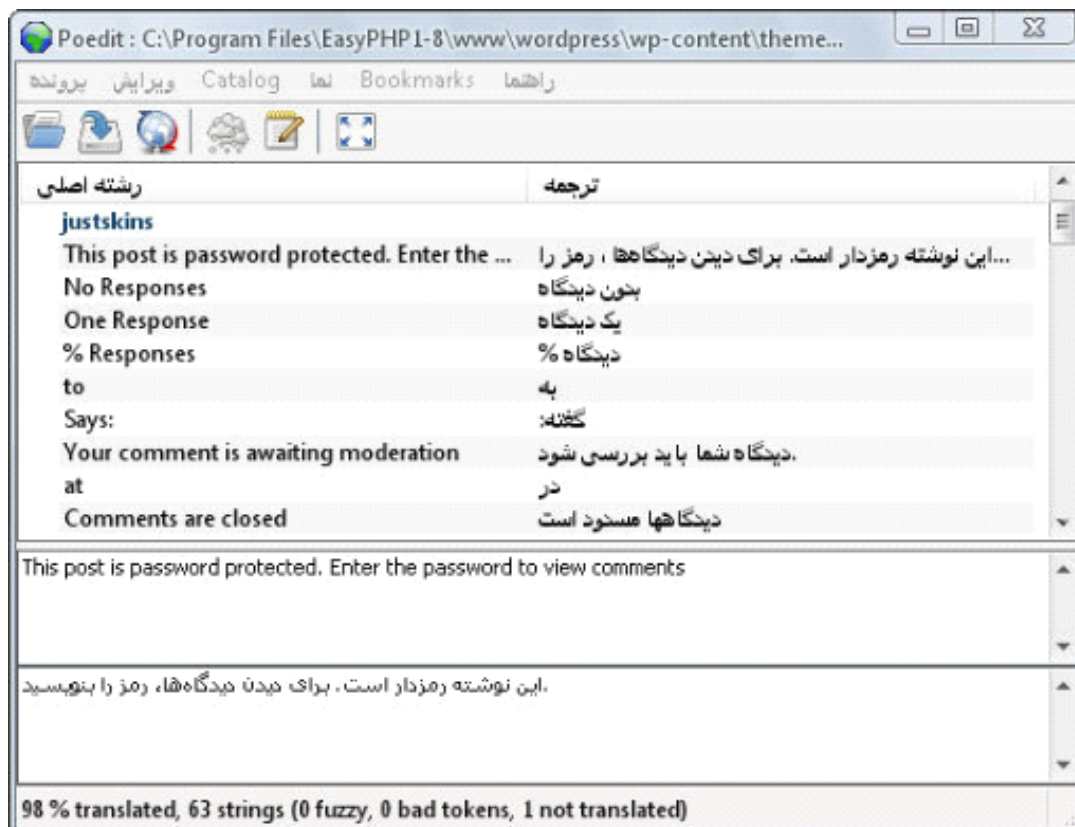 Poedit : C:\Program Files\EasyPHP1-8\www\wordpress\wp-content\theme...
پرونده ویرایش Catalog نما Bookmarks راهنما
رشته اصلی ترجمه
justskins
This post is password protected. Enter the ... این نوشته رمزدار است. برای دیدن دیدگاهها ، رمز را...
No Responses بدون دیدگاه
One Response یک دیدگاه
% Responses دیدگاه %
to به
Says: گفته:
Your comment is awaiting moderation دیدگاه شما باید بررسی شود.
at در
Comments are closed دیدگاهها مسدود است
This post is password protected. Enter the password to view comments
این نوشته رمزدار است. برای دیدن دیدگاه‌ها، رمز را بنویسید.
98 % translated, 63 strings (0 fuzzy, 0 bad tokens, 1 not translated)